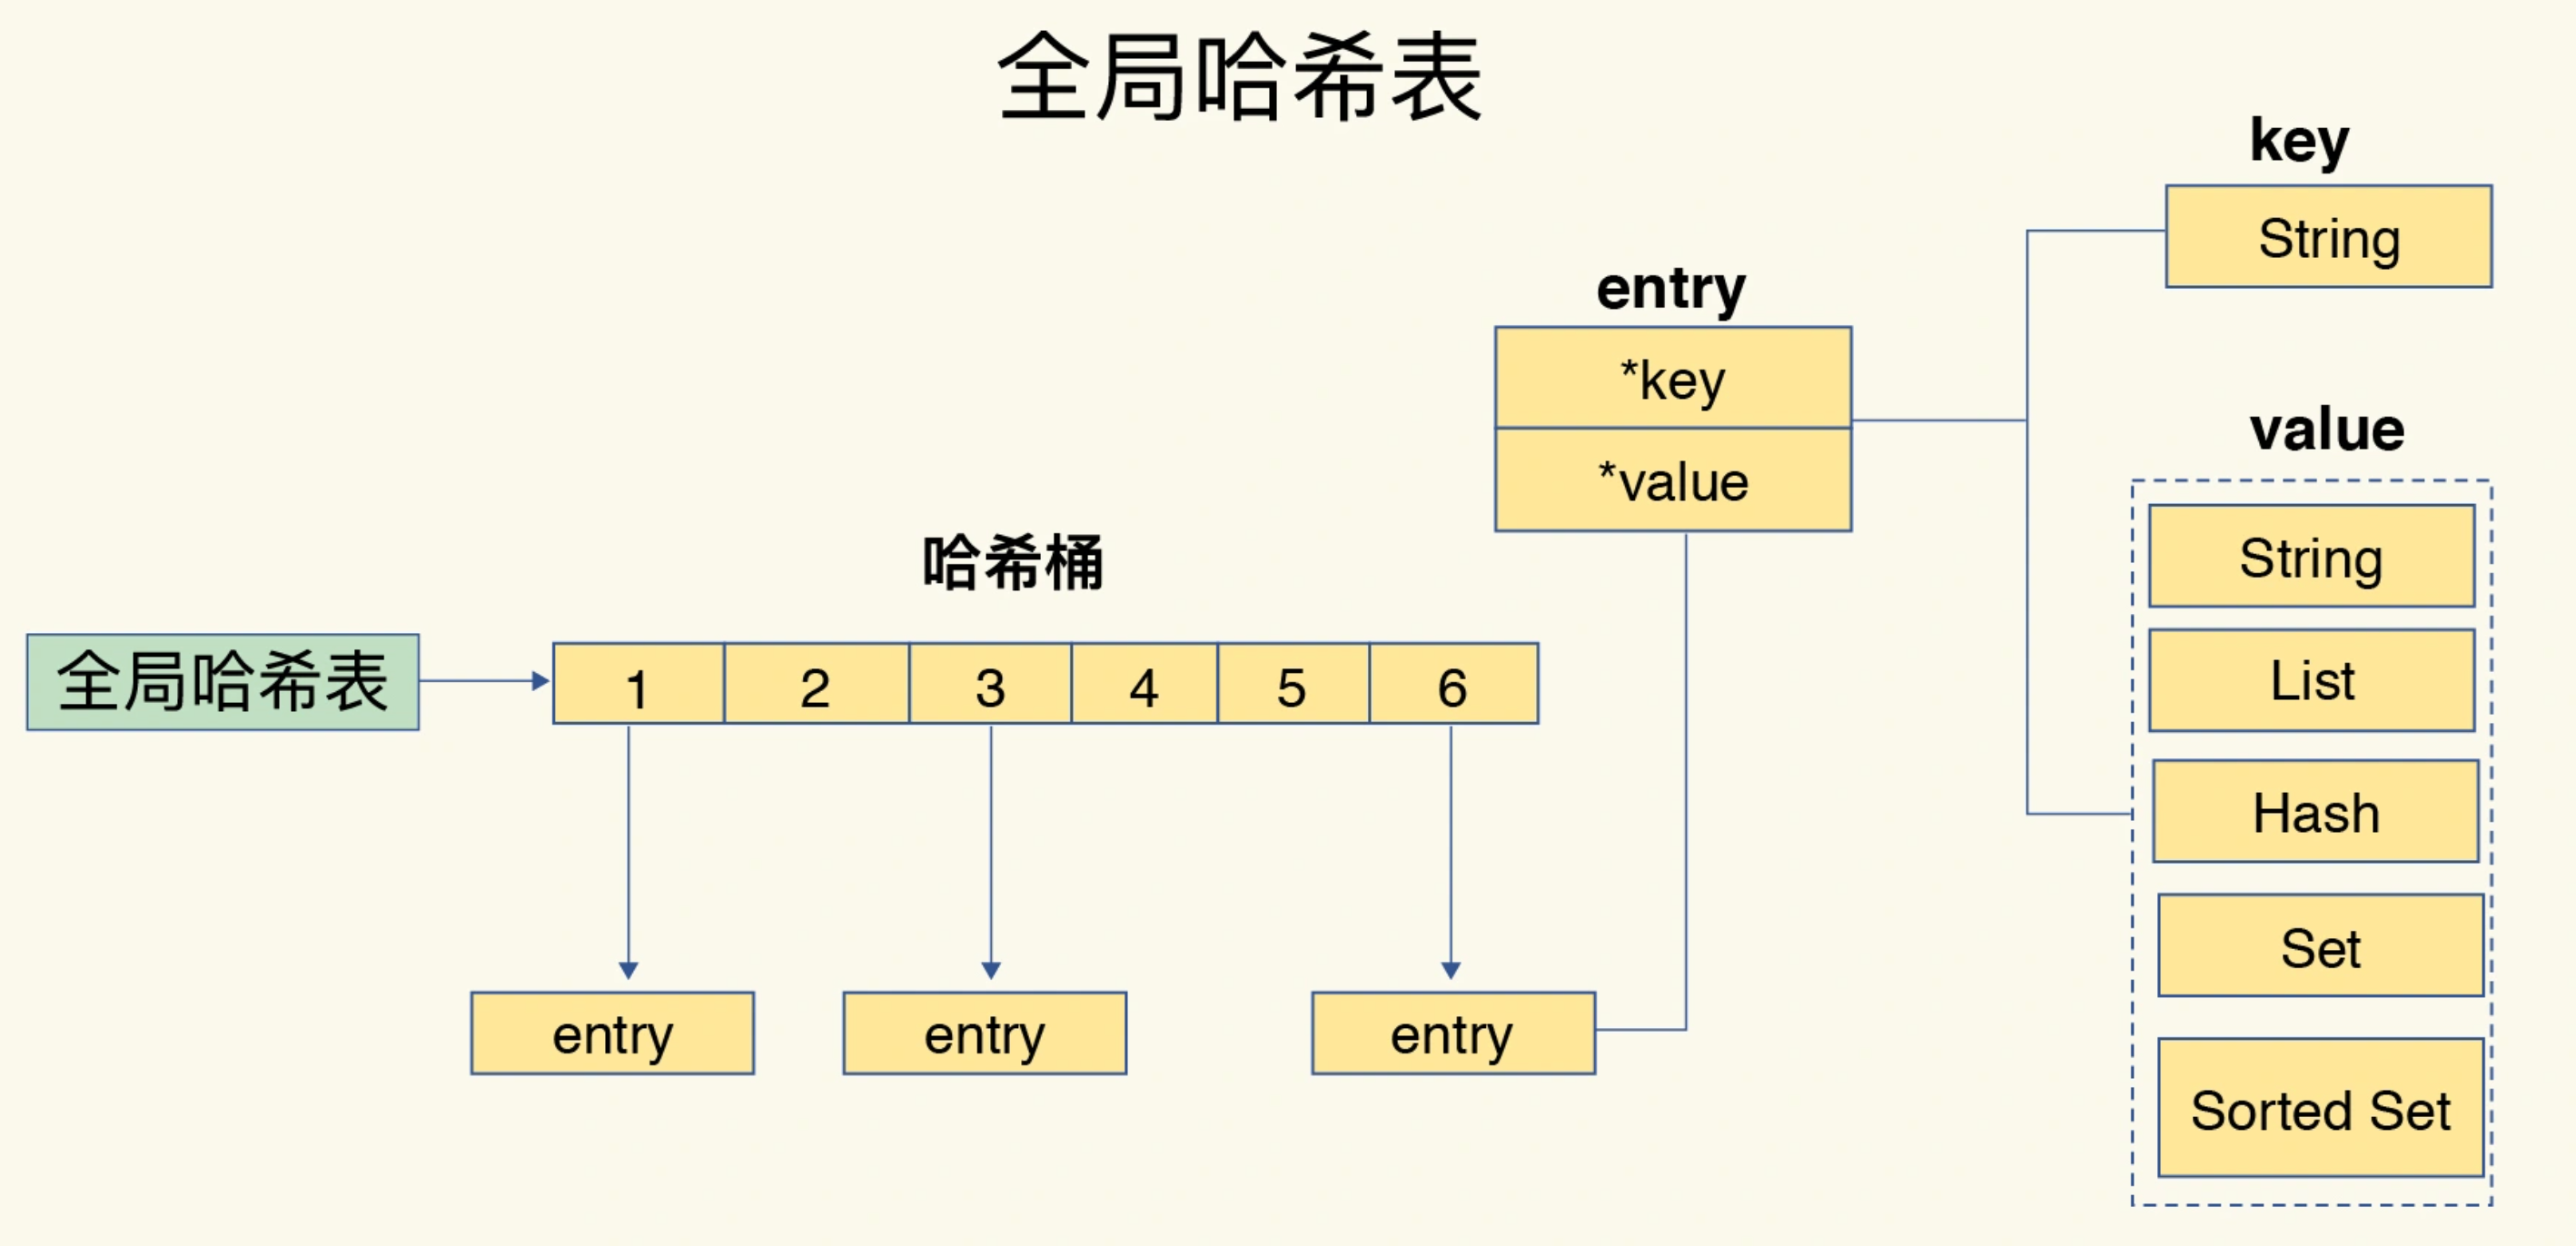 全局哈希表
key
String
entry
*key
*value
value
String
List
Hash
Set
Sorted Set
哈希桶
全局哈希表
1 2 3 4 5 6
entry entry entry